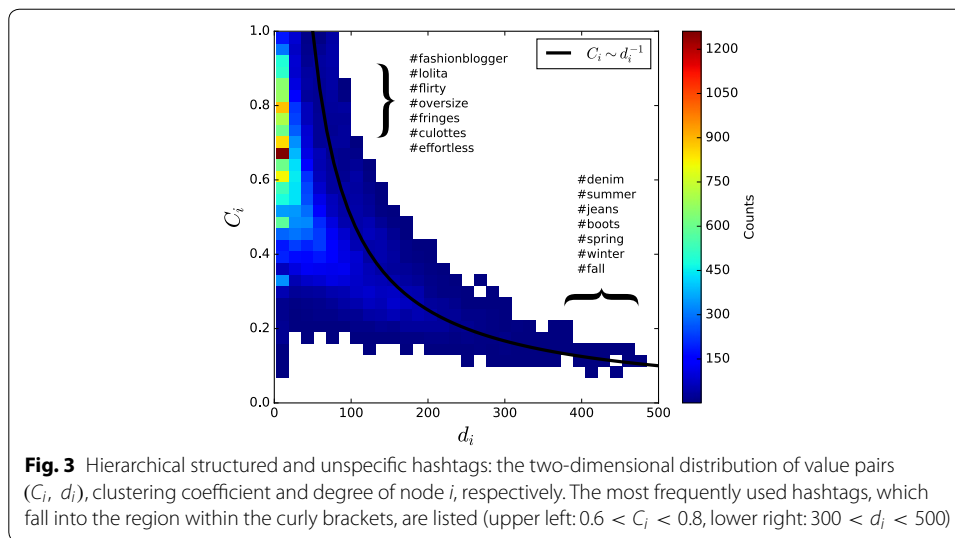 1.0
0.8
0.6
0.4
0.2
0.0
C_i
0
100
200
300
400
500
d_i
C_i ∼ d_i^{-1}
#fashionblogger
#lolita
#flirty
#oversize
#fringes
#culottes
#effortless
#denim
#summer
#jeans
#boots
#spring
#winter
#fall
1200
1050
900
750
600
450
300
150
Counts
Fig. 3 Hierarchical structured and unspecific hashtags: the two-dimensional distribution of value pairs
(C_i, d_i), clustering coefficient and degree of node i, respectively. The most frequently used hashtags, which
fall into the region within the curly brackets, are listed (upper left: 0.6 < C_i < 0.8, lower right: 300 < d_i < 500)